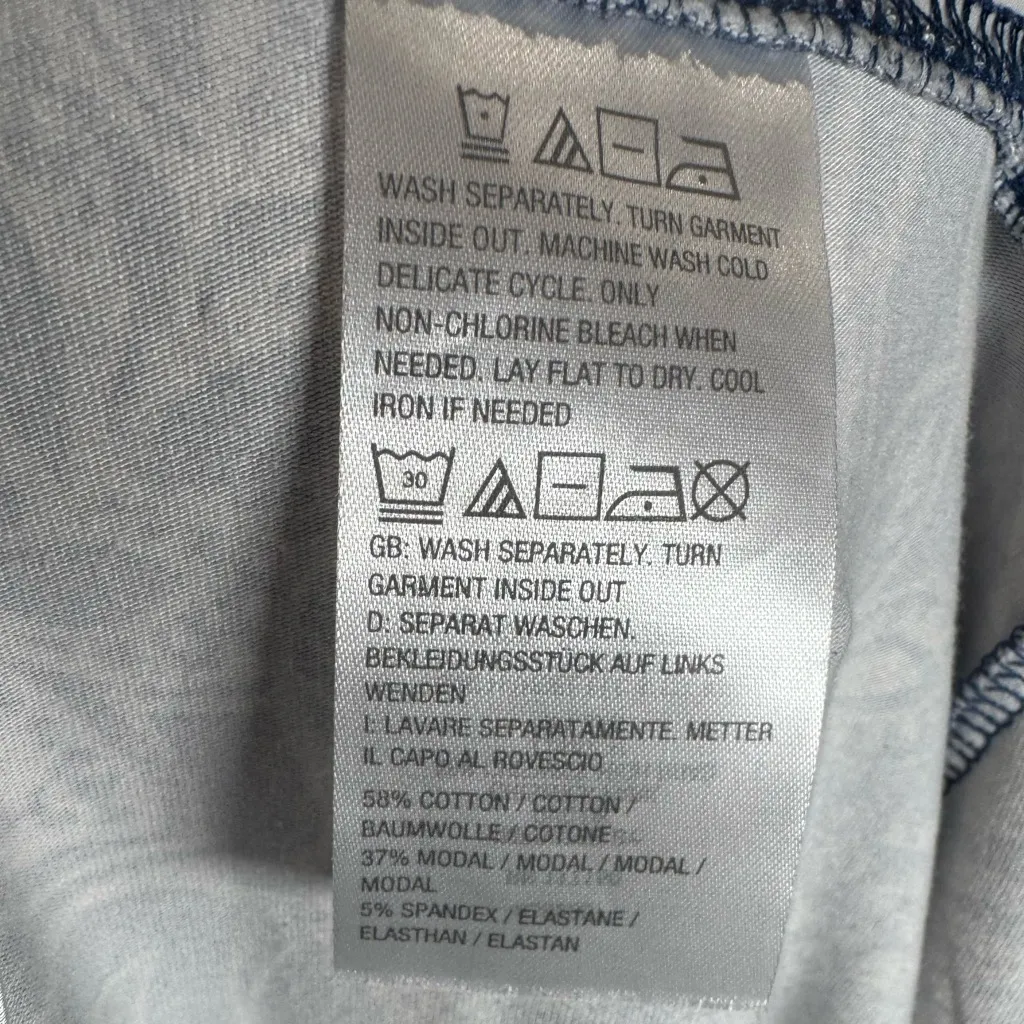 WASH SEPARATELY. TURN GARMENT
INSIDE OUT. MACHINE WASH COLD
DELICATE CYCLE. ONLY
NON-CHLORINE BLEACH WHEN
NEEDED. LAY FLAT TO DRY. COOL
IRON IF NEEDED
30
GB: WASH SEPARATELY. TURN
GARMENT INSIDE OUT
D: SEPARAT WASCHEN.
BEKLEIDUNGSSTÜCK AUF LINKS
WENDEN
I: LAVARE SEPARATAMENTE. METTER
IL CAPO AL ROVESCIO
58% COTTON / COTTON /
BAUMWOLLE / COTONE
37% MODAL / MODAL / MODAL /
MODAL
5% SPANDEX / ELASTANE /
ELASTHAN / ELASTAN